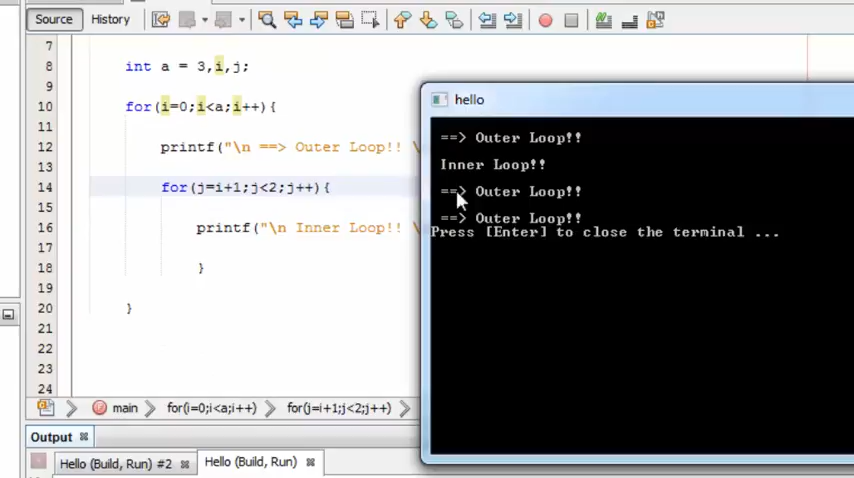 Source History
7
8 int a = 3,i,j;
9
10 for(i=0;i<a;i++){
11
12 printf("\n ==> Outer Loop!! \
13
14 for(j=i+1;j<2;j++){
15
16 printf("\n Inner Loop!! \
17
18 }
19
20 }
21
22
23
24
main for(i=0;i<a;i++) for(j=i+1;j<2;j++)
Output
Hello (Build, Run) #2 Hello (Build, Run)
hello
==> Outer Loop!!
Inner Loop!!
==> Outer Loop!!
==> Outer Loop!!
Press [Enter] to close the terminal ...